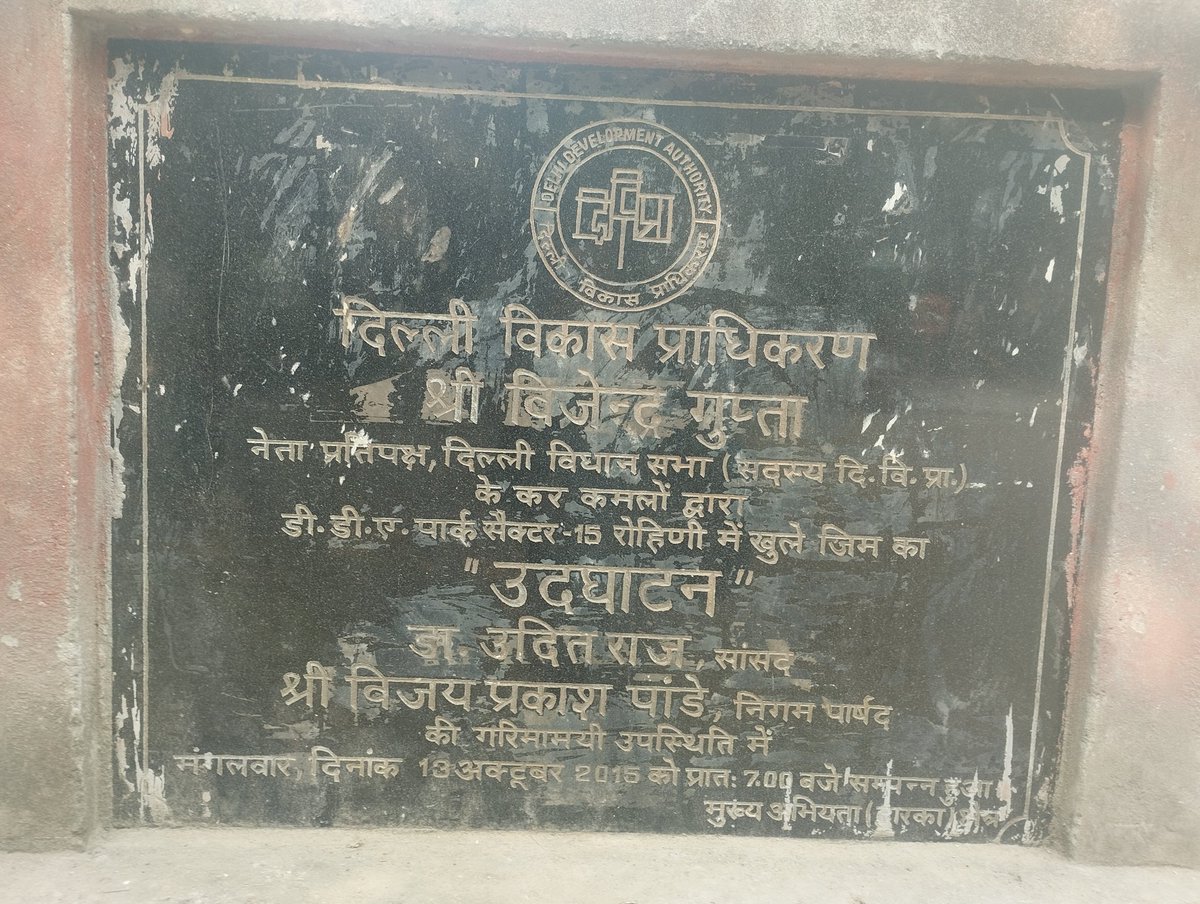 DELHI DEVELOPMENT AUTHORITY
दि वि प्रा
दिल्ली विकास प्राधिकरण
दिल्ली विकास प्राधिकरण
श्री विजेन्द्र गुप्ता
नेता प्रतिपक्ष, दिल्ली विधान सभा (सदस्य दि.वि.प्रा.)
के कर कमलों द्वारा
डी.डी.ए. पार्क सैक्टर-15 रोहिणी में खुले जिम का
"उदघाटन"
डा. उदित राज, सांसद
श्री विजय प्रकाश पांडे, निगम पार्षद
की गरिमामयी उपस्थिति में
मंगलवार, दिनांक 13 अक्टूबर 2015 को प्रात: 7.00 बजे सम्पन्न हुआ
मुख्य अभियता